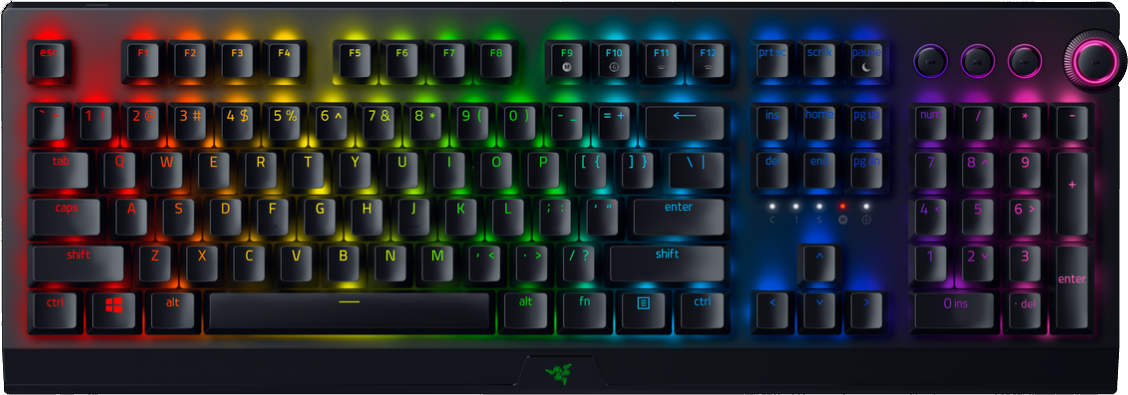 esc F1 F2 F3 F4 F5 F6 F7 F8 F9 F10 F11 F12 prtsc scrlk pause
` ~ 1 ! 2 @ 3 # 4 $ 5 % 6 ^ 7 & 8 * 9 ( 0 ) - _ = + ← ins home pg up num / * -
tab Q W E R T Y U I O P [ { ] } \ | del end pg dn 7 8 ^ 9 +
caps A S D F G H J K L ; : ' " enter 4 < 5 6 >
C 1 S M G
shift Z X C V B N M , < . > / ? shift ^ 1 2 ˅ 3 enter
ctrl alt alt fn ctrl < ˅ > 0 ins . del